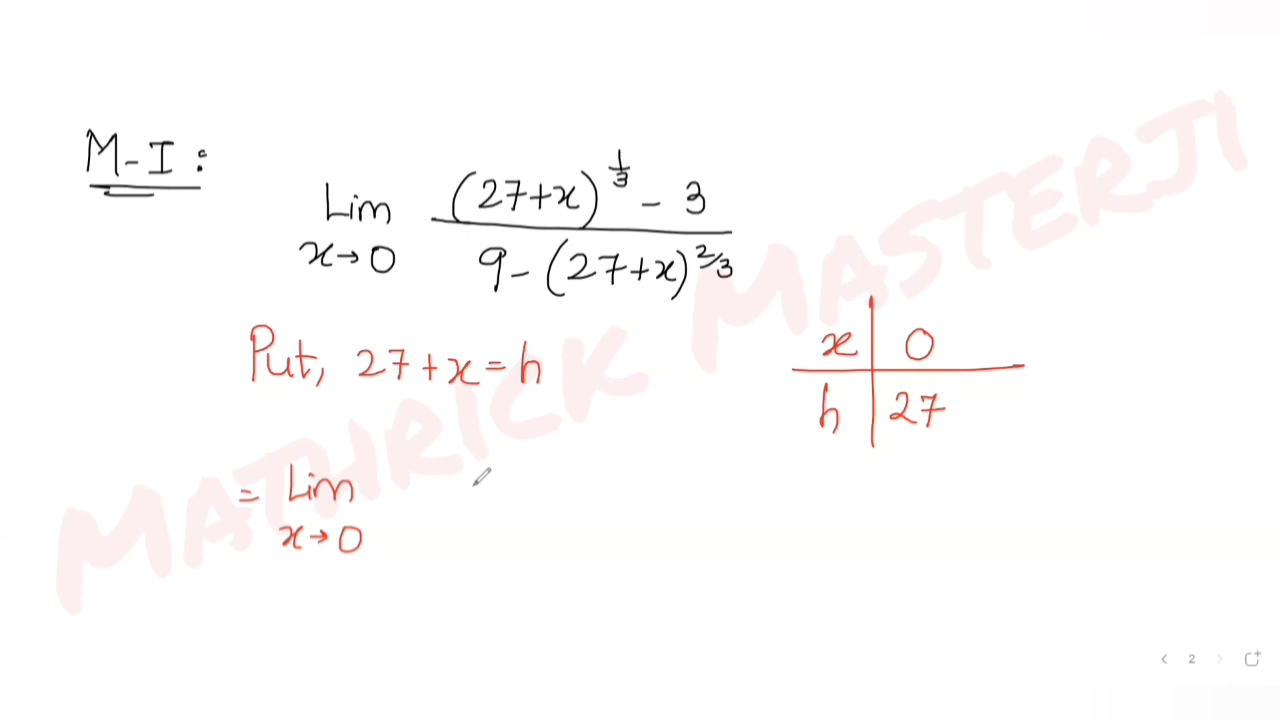 M-I :
Lim x→0 (27+x)^{1/3} - 3 / 9-(27+x)^{2/3}
Put, 27+x=h
x | 0
h | 27
= Lim x→0
MATHRICK MASTERJI
2